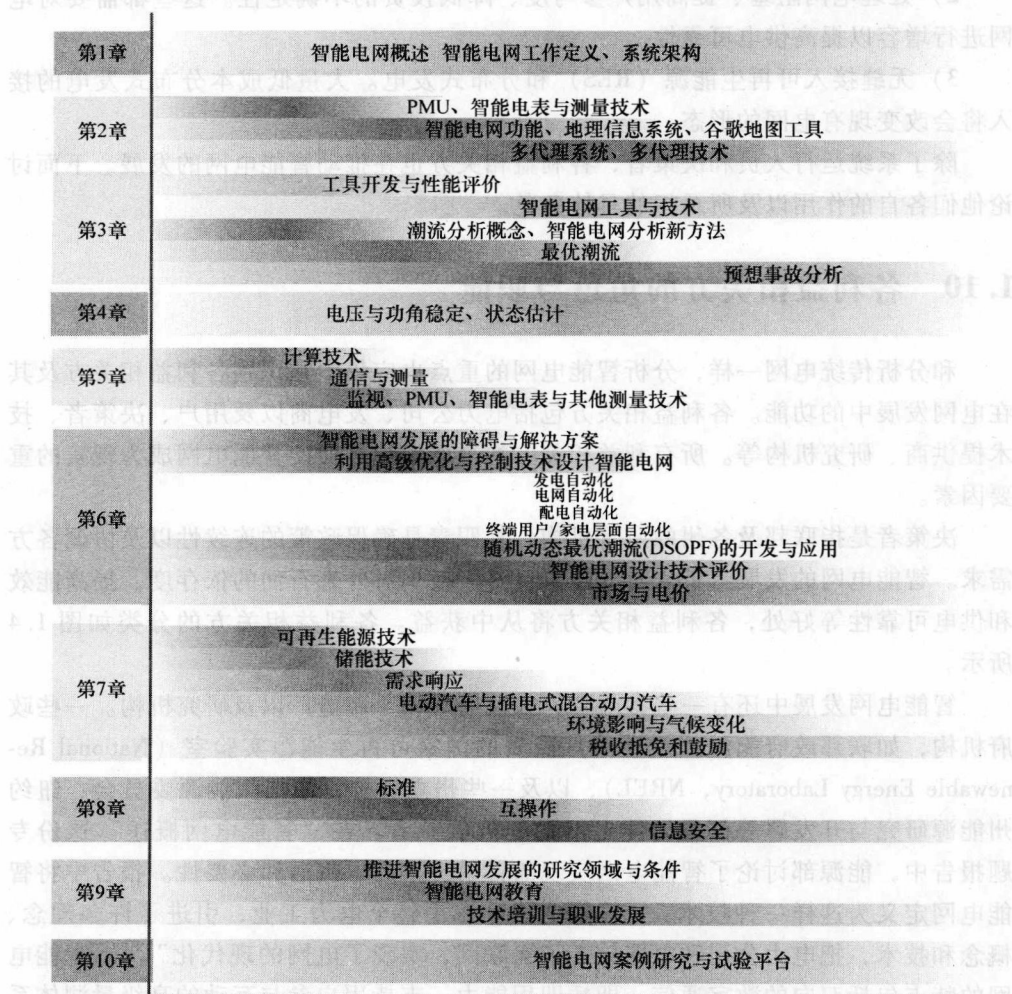 第1章 智能电网概述 智能电网工作定义、系统架构
PMU、智能电表与测量技术
第2章 智能电网功能、地理信息系统、谷歌地图工具
多代理系统、多代理技术
工具开发与性能评价
智能电网工具与技术
第3章 潮流分析概念、智能电网分析新方法
最优潮流
预想事故分析
第4章 电压与功角稳定、状态估计
计算技术
第5章 通信与测量
监视、PMU、智能电表与其他测量技术
智能电网发展的障碍与解决方案
利用高级优化与控制技术设计智能电网
发电自动化
电网自动化
配电自动化
第6章 终端用户/家电层面自动化
随机动态最优潮流(DSOPF)的开发与应用
智能电网设计技术评价
市场与电价
可再生能源技术
储能技术
需求响应
第7章 电动汽车与插电式混合动力汽车
环境影响与气候变化
税收抵免和鼓励
标准
第8章 互操作
信息安全
推进智能电网发展的研究领域与条件
第9章 智能电网教育
技术培训与职业发展
第10章 智能电网案例研究与试验平台